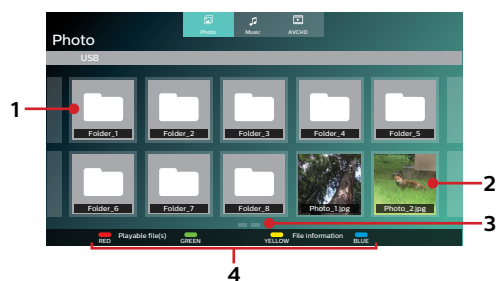 Photo Music AVCHD
Photo
USB
1
Folder_1 Folder_2 Folder_3 Folder_4 Folder_5
2
Folder_6 Folder_7 Folder_8 Photo_1.jpg Photo_2.jpg
3
RED Playable file(s) GREEN YELLOW File information BLUE
4